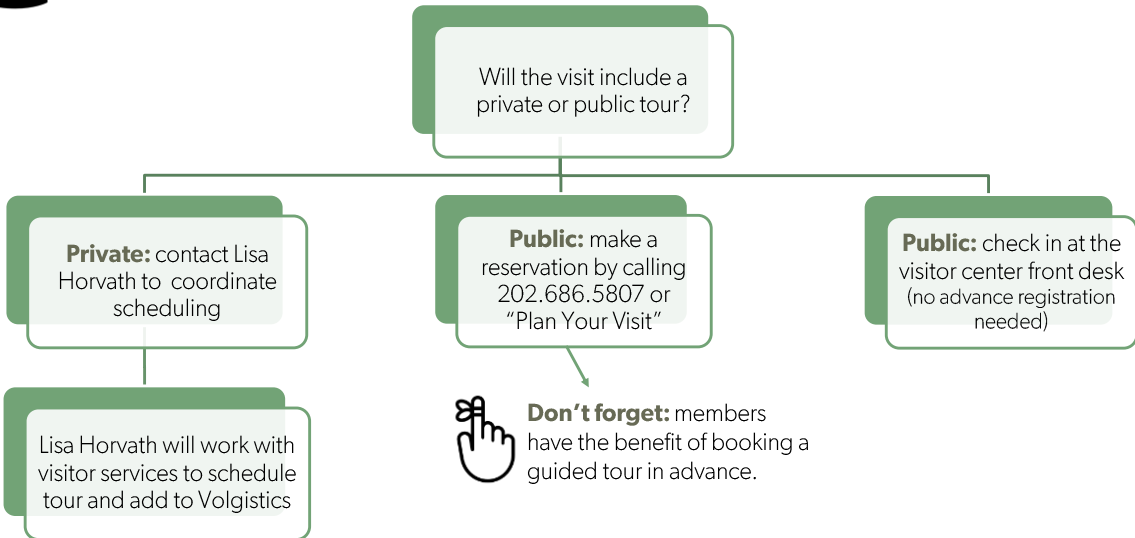 Will the visit include a
private or public tour?
Private: contact Lisa
Horvath to coordinate
scheduling
Public: make a
reservation by calling
202.686.5807 or
“Plan Your Visit”
Public: check in at the
visitor center front desk
(no advance registration
needed)
Lisa Horvath will work with
visitor services to schedule
tour and add to Volgistics
Don’t forget: members
have the benefit of booking a
guided tour in advance.